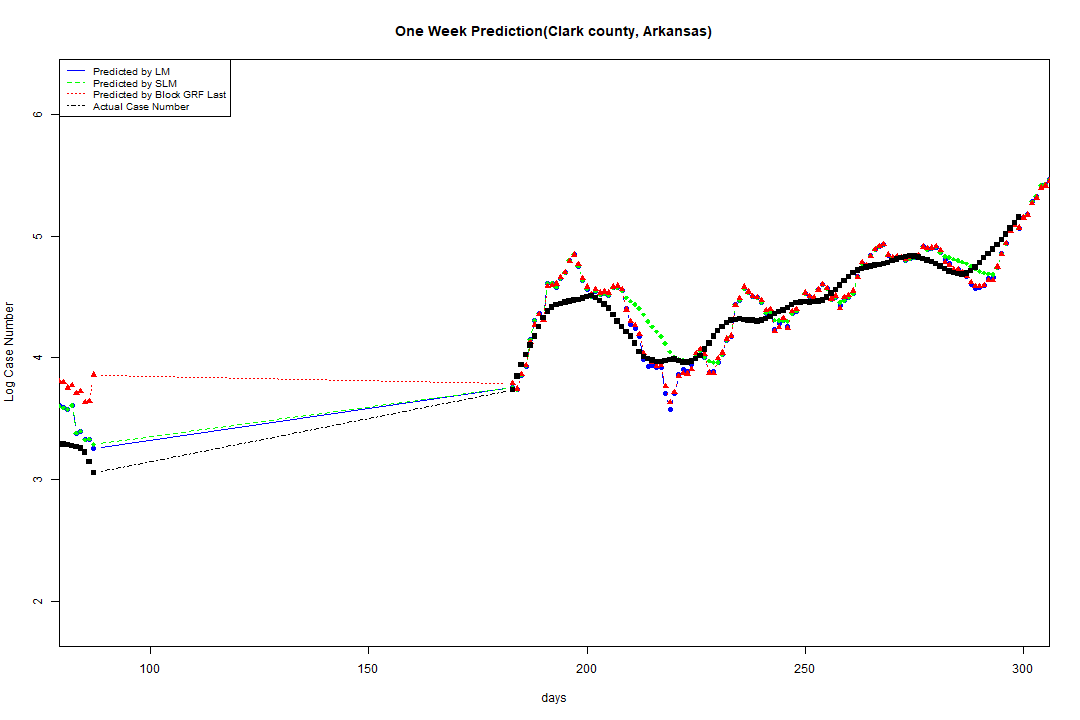 One Week Prediction(Clark county, Arkansas)
Predicted by LM
Predicted by SLM
Predicted by Block GRF Last
Actual Case Number
6
5
4
3
2
Log Case Number
100 150 200 250 300
days